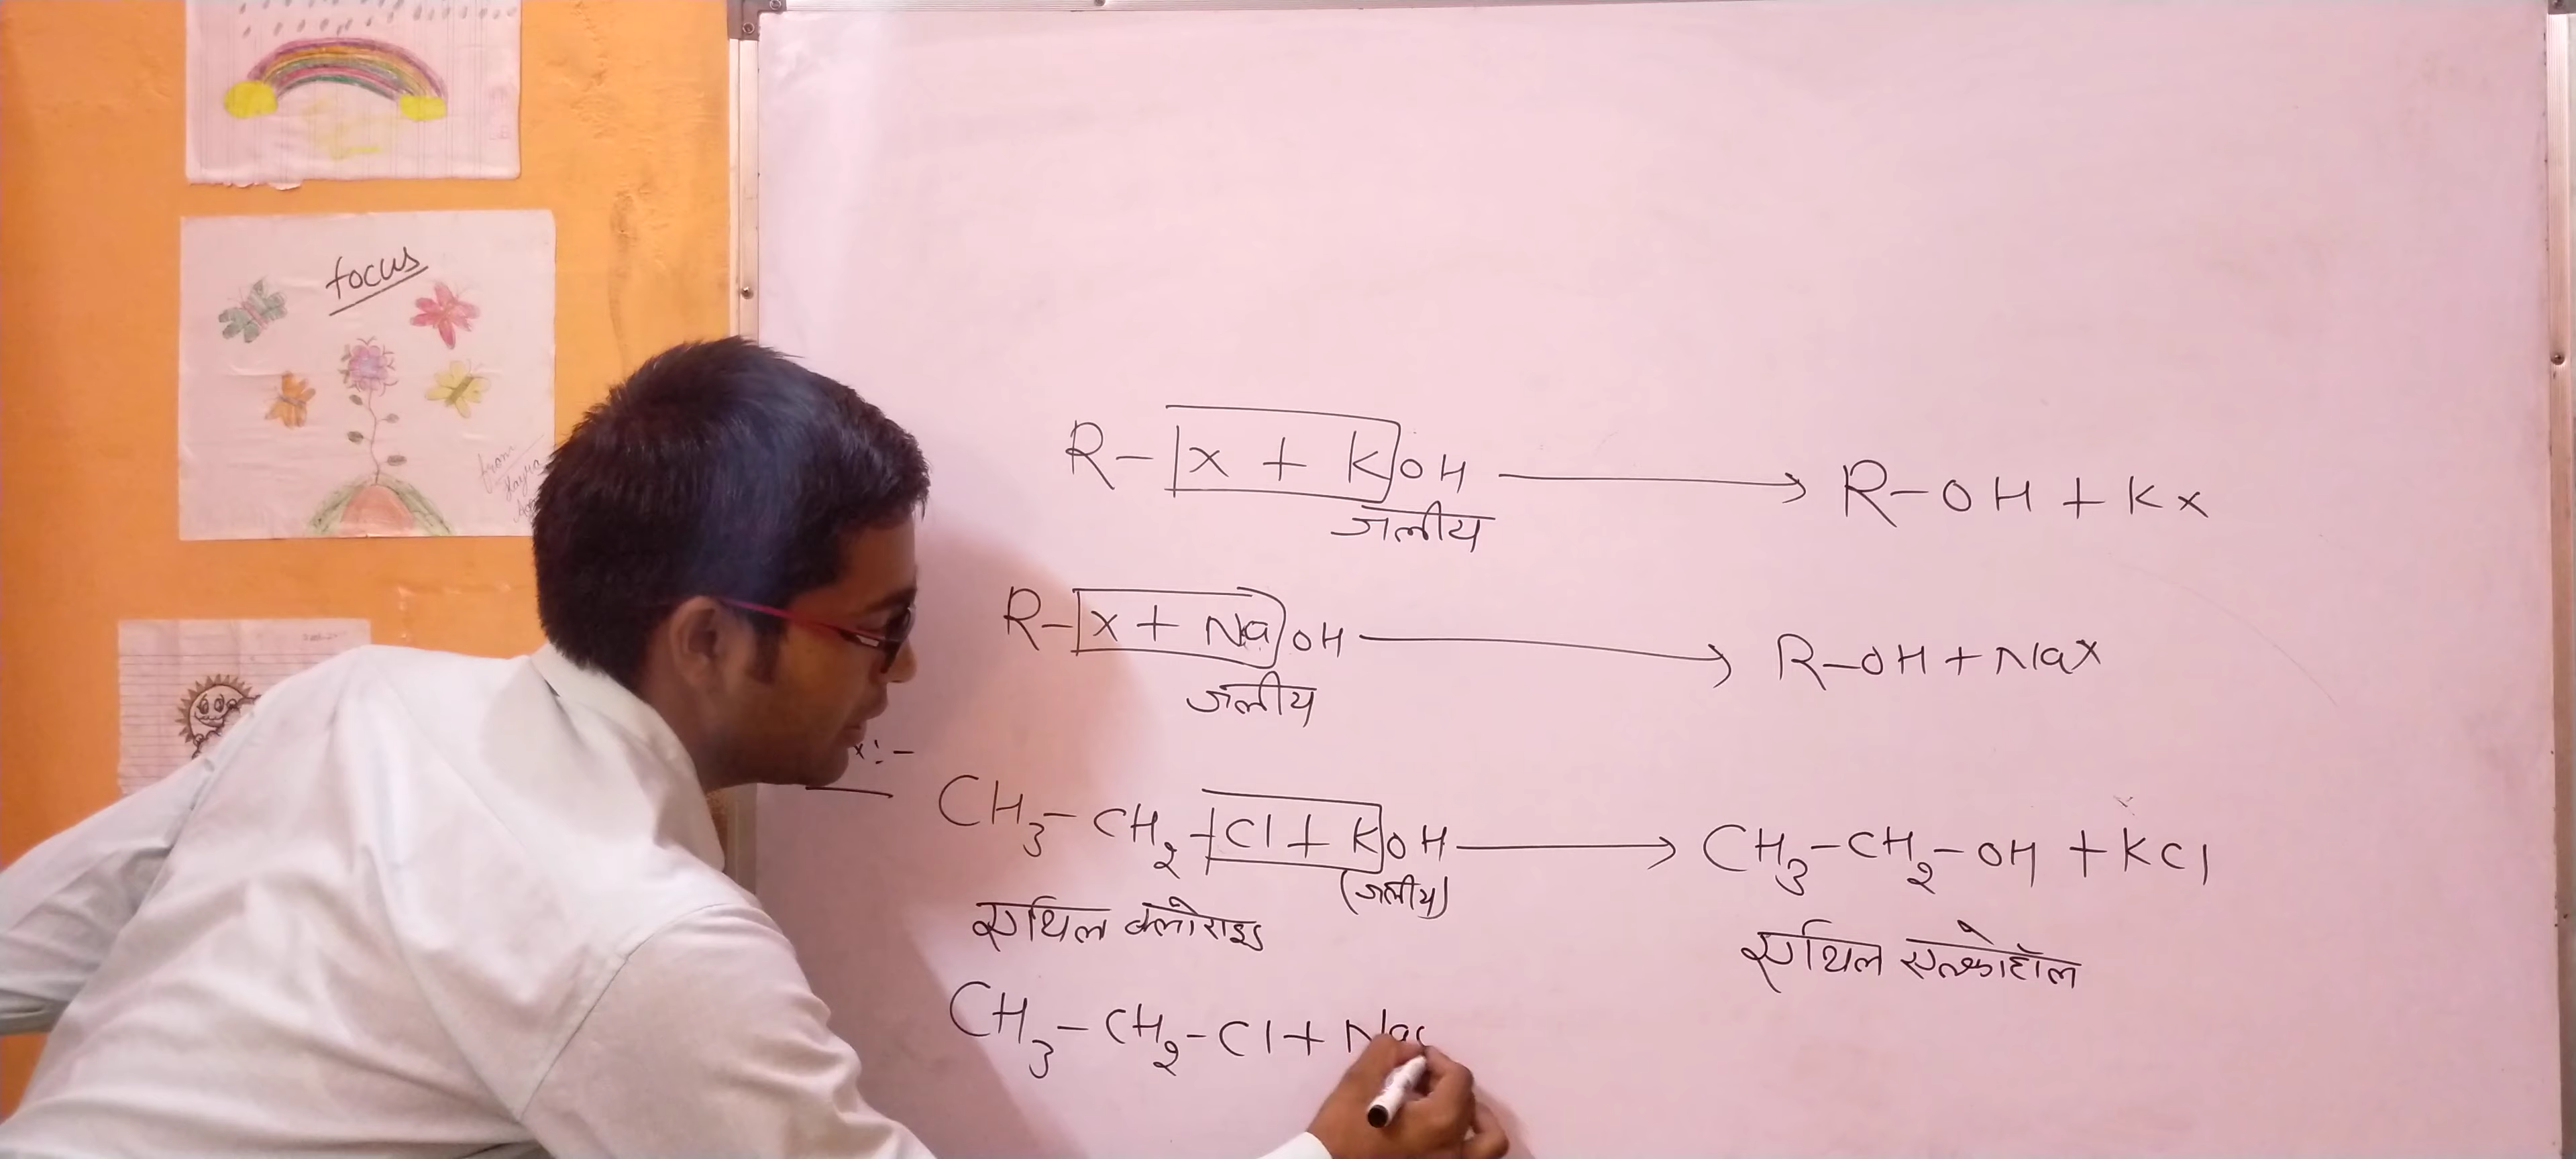 focus
from
R-x + KOH → R-OH + Kx
जलीय
R-x + NaOH → R-OH + Nax
जलीय
x:-
CH3-CH2-Cl + KOH → CH3-CH2-OH + KCl
(जलीय)
एथिल क्लोराइड एथिल एल्कोहॉल
CH3-CH2-Cl + Na